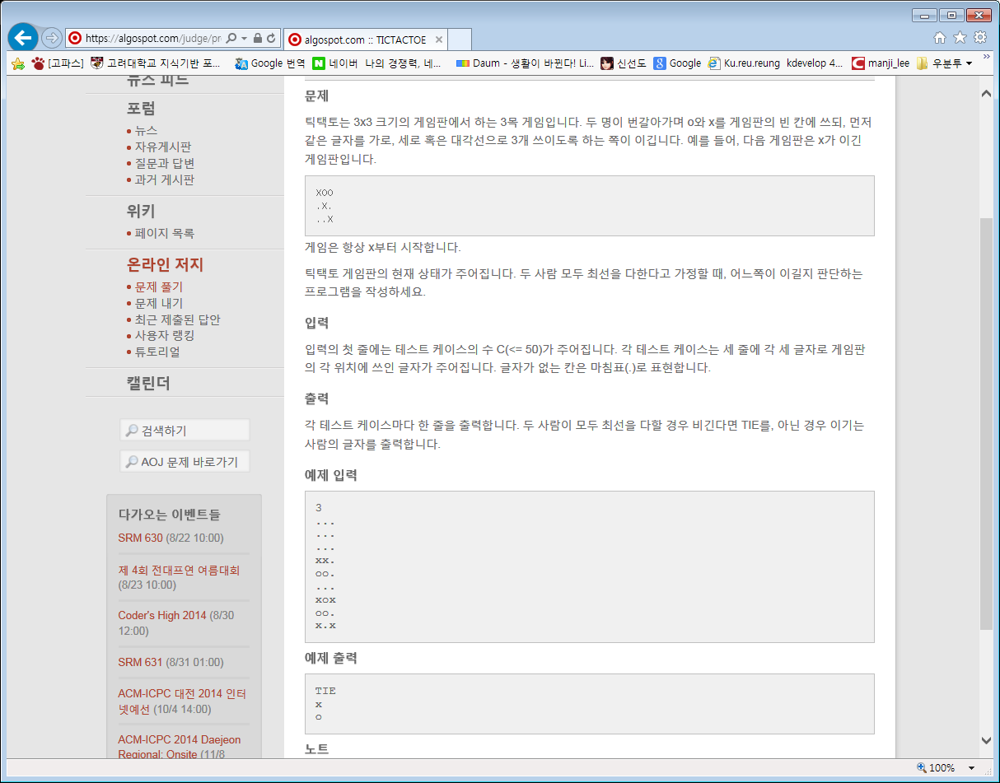 https://algospot.com/judge/pr
algospot.com :: TICTACTOE
[고파스]
고려대학교 지식기반 포...
Google 번역
네이버 나의 경쟁력, 네...
Daum - 생활이 바뀐다! Li...
신선도
Google
Ku.reu.reung
kdevelop 4...
manji_lee
우분투
뉴스 피드
포럼
뉴스
자유게시판
질문과 답변
과거 게시판
위키
페이지 목록
온라인 저지
문제 풀기
문제 내기
최근 제출된 답안
사용자 랭킹
튜토리얼
캘린더
검색하기
AOJ 문제 바로가기
다가오는 이벤트들
SRM 630 (8/22 10:00)
제 4회 전대프연 여름대회
(8/23 10:00)
Coder's High 2014 (8/30
12:00)
SRM 631 (8/31 01:00)
ACM-ICPC 대전 2014 인터
넷예선 (10/4 14:00)
ACM-ICPC 2014 Daejeon
Regional: Onsite (11/8
문제
틱택토는 3x3 크기의 게임판에서 하는 3목 게임입니다. 두 명이 번갈아가며 o와 x를 게임판의 빈 칸에 쓰되, 먼저
같은 글자를 가로, 세로 혹은 대각선으로 3개 쓰이도록 하는 쪽이 이깁니다. 예를 들어, 다음 게임판은 x가 이긴
게임판입니다.
XOO
.X.
..X
게임은 항상 x부터 시작합니다.
틱택토 게임판의 현재 상태가 주어집니다. 두 사람 모두 최선을 다한다고 가정할 때, 어느쪽이 이길지 판단하는
프로그램을 작성하세요.
입력
입력의 첫 줄에는 테스트 케이스의 수 C(<= 50)가 주어집니다. 각 테스트 케이스는 세 줄에 각 세 글자로 게임판
의 각 위치에 쓰인 글자가 주어집니다. 글자가 없는 칸은 마침표(.)로 표현합니다.
출력
각 테스트 케이스마다 한 줄을 출력합니다. 두 사람이 모두 최선을 다할 경우 비긴다면 TIE를, 아닌 경우 이기는
사람의 글자를 출력합니다.
예제 입력
3
...
...
...
xx.
oo.
...
xox
oo.
x.x
예제 출력
TIE
x
o
노트
100%